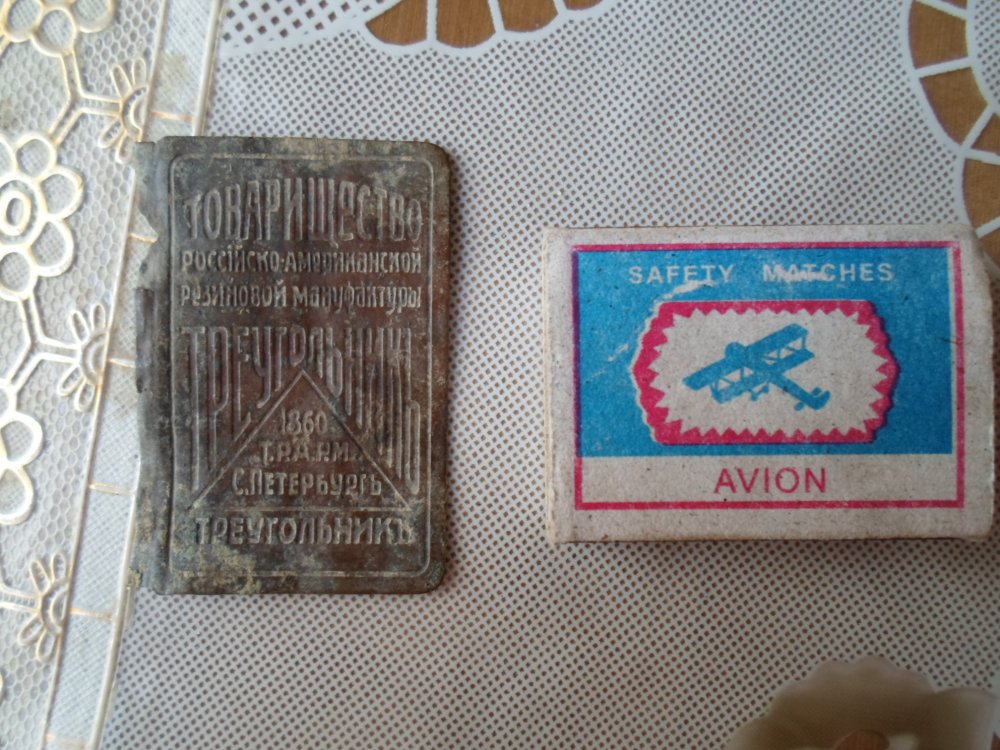 ТОВАРИЩЕСТВО
РОССІЙСКО-АМЕРИКАНСКОЙ
РЕЗИНОВОЙ МАНУФАКТУРЫ
ТРЕУГОЛЬНИКЪ
1860
Т.Р.А.Р.М.
С.ПЕТЕРБУРГЪ
ТРЕУГОЛЬНИКЪ
SAFETY MATCHES
AVION